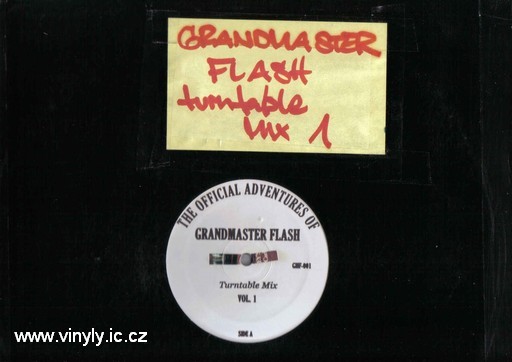 GRANDMASTER
FLASH
turntable
MIX 1
THE OFFICIAL ADVENTURES OF
GRANDMASTER FLASH
GMF-001
Turntable Mix
VOL. 1
SIDE A
www.vinyly.ic.cz